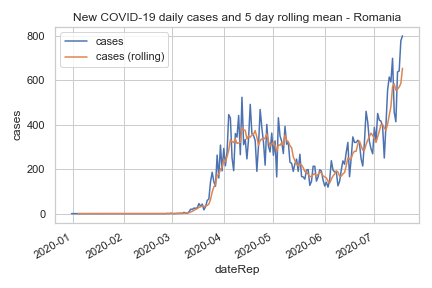 New COVID-19 daily cases and 5 day rolling mean - Romania
cases
cases (rolling)
800
600
400
200
0
cases
2020-01
2020-02
2020-03
2020-04
2020-05
2020-06
2020-07
dateRep